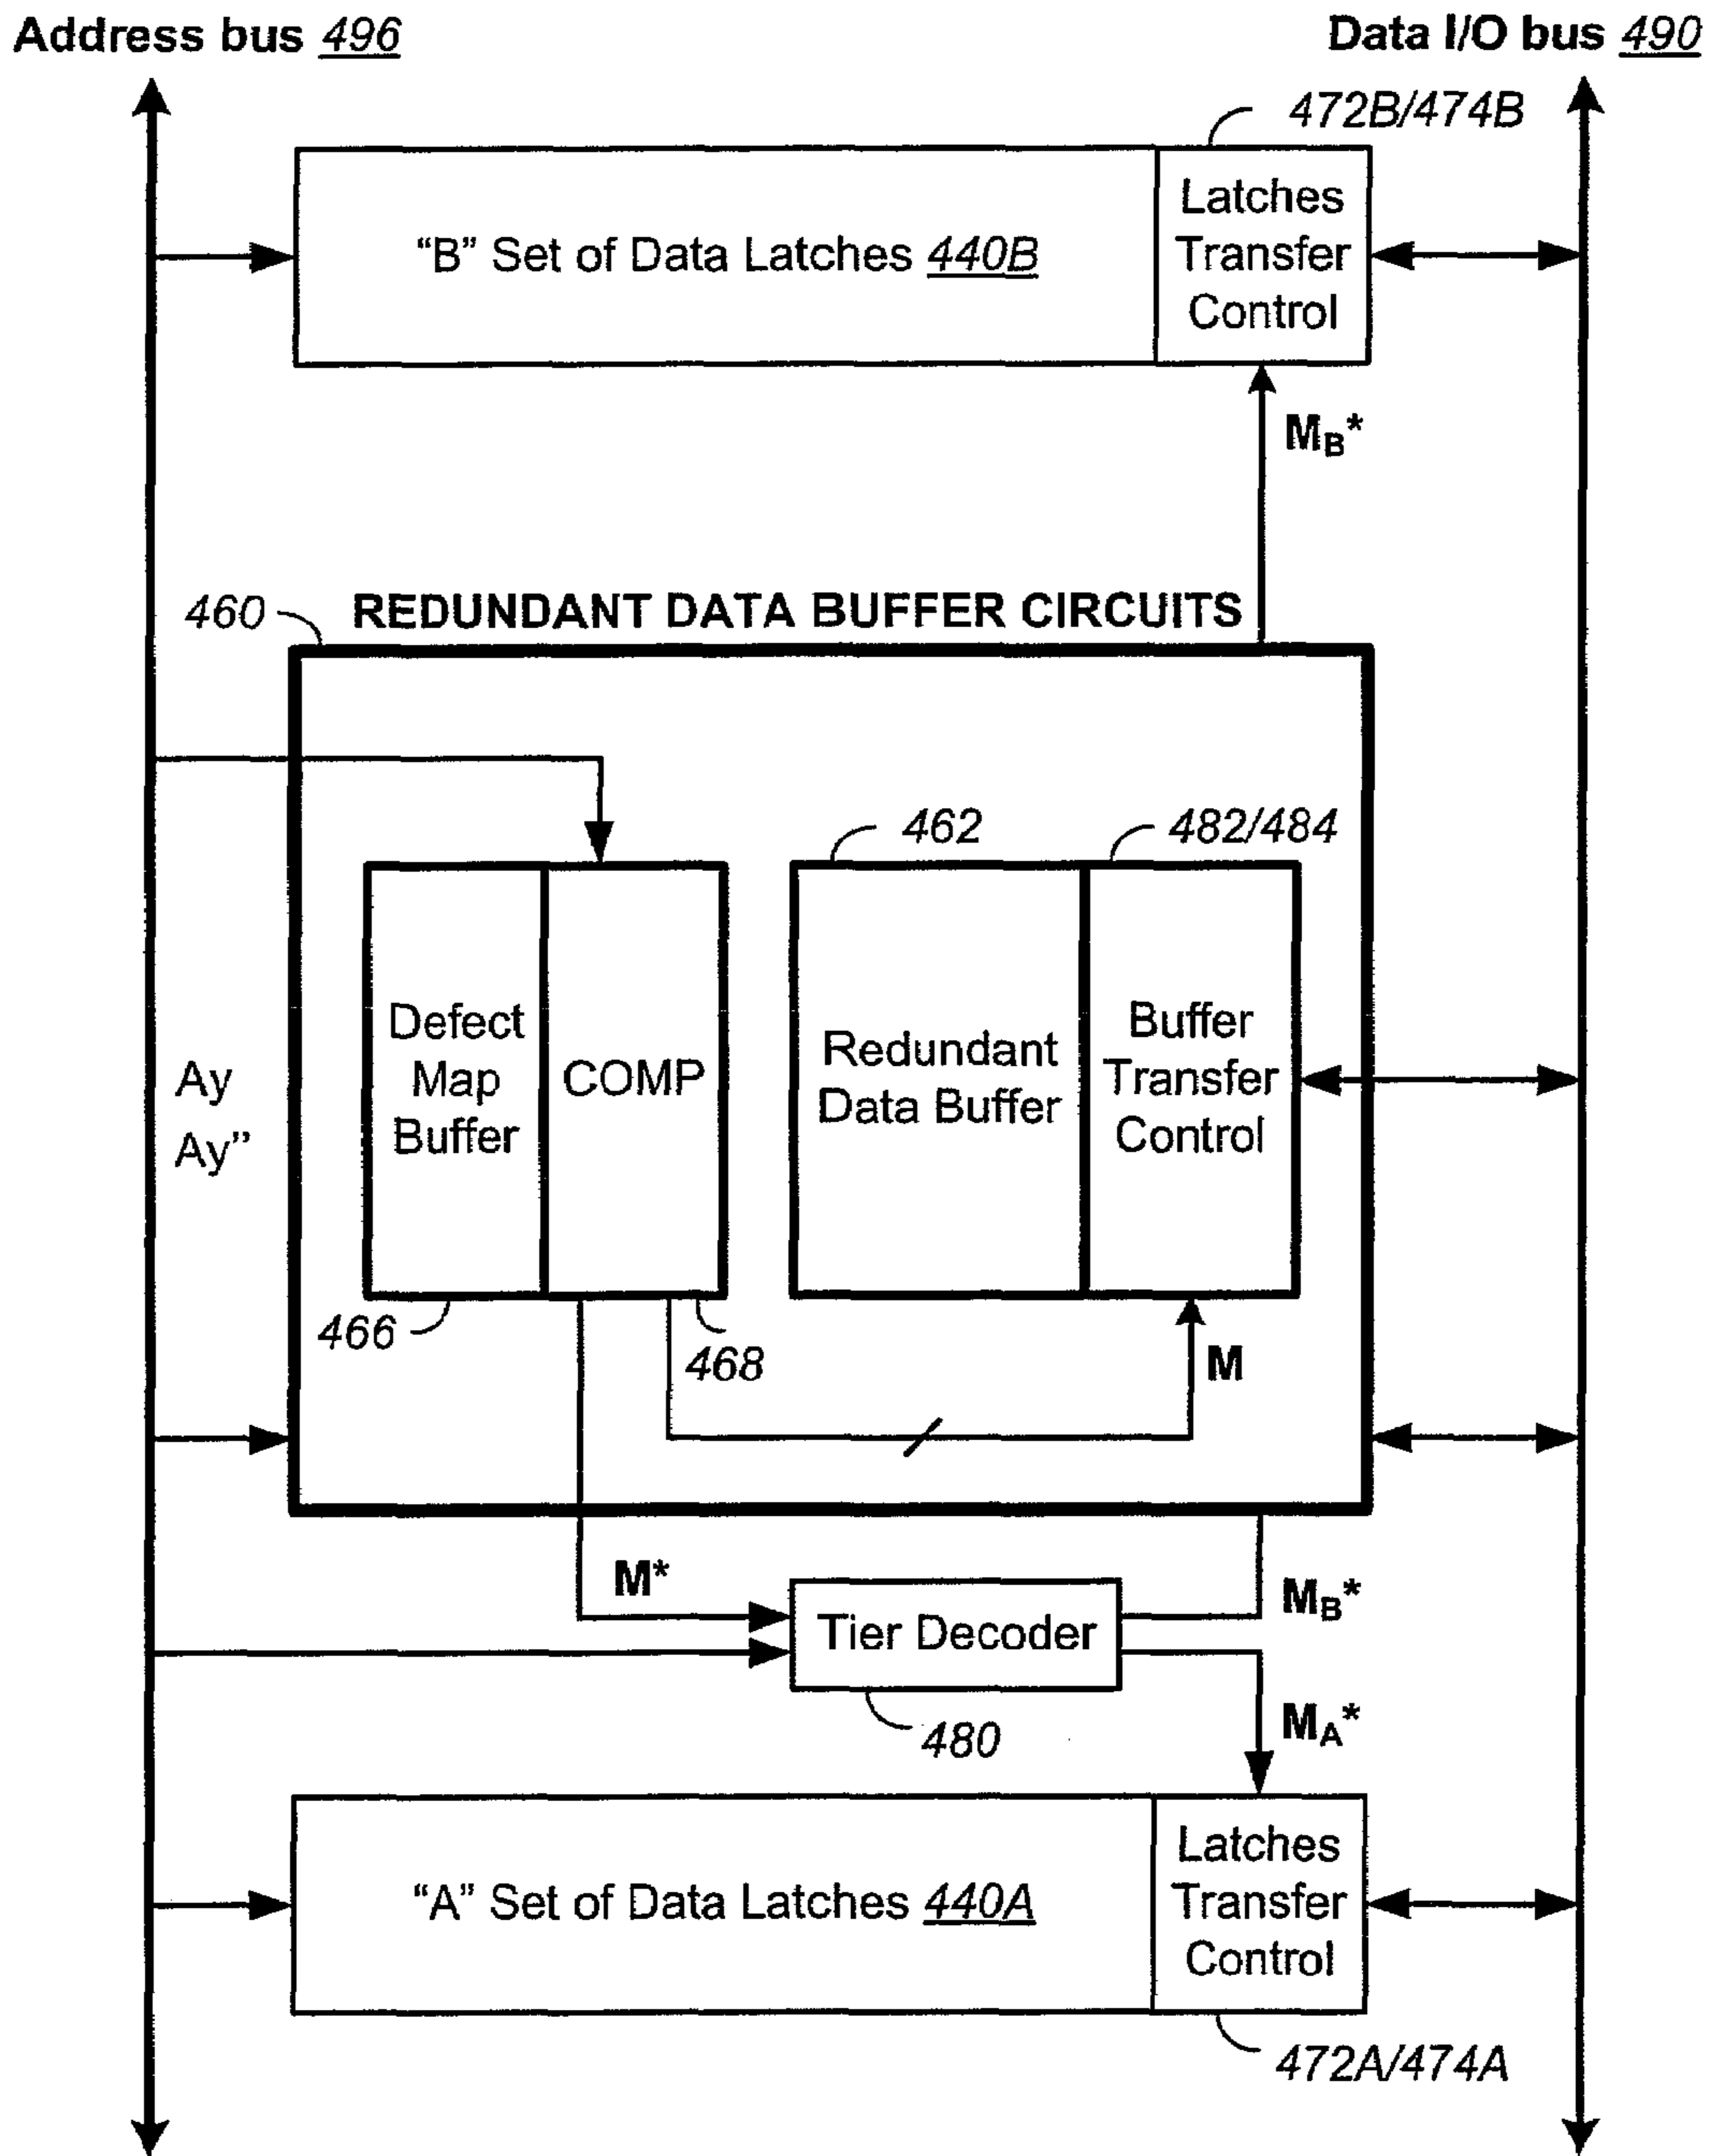 Address bus 496
Data I/O bus 490
472B/474B
"B" Set of Data Latches 440B
Latches
Transfer
Control
MB*
460
REDUNDANT DATA BUFFER CIRCUITS
462
482/484
Ay
Ay”
Defect
Map
Buffer
COMP
Redundant
Data Buffer
Buffer
Transfer
Control
466
468
M
M*
Tier Decoder
MB*
480
MA*
“A” Set of Data Latches 440A
Latches
Transfer
Control
472A/474A